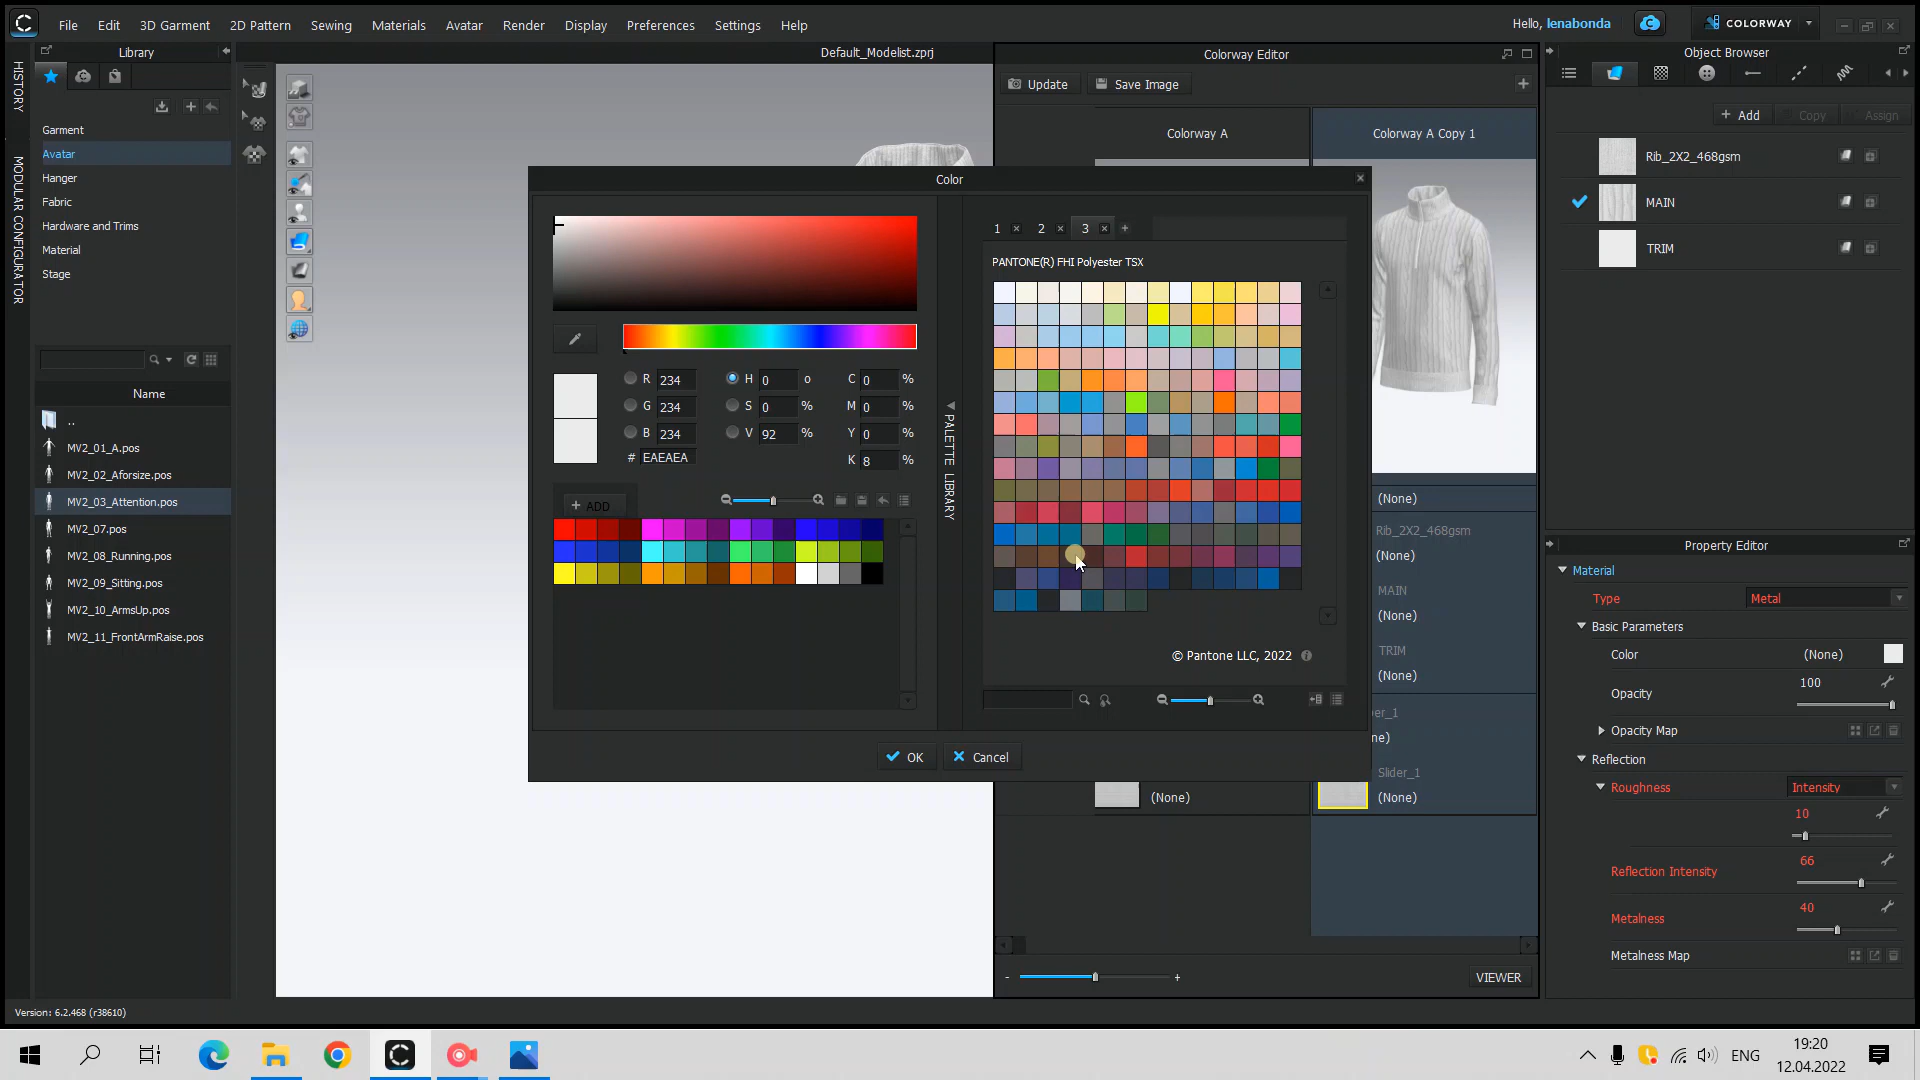 File Edit 3D Garment 2D Pattern Sewing Materials Avatar Render Display Preferences Settings Help
Hello, lenabonda COLORWAY
Library
Default_Modelist.zprj
Colorway Editor
Object Browser
HISTORY
MODULAR CONFIGURATOR
Garment
Avatar
Hanger
Fabric
Hardware and Trims
Material
Stage
Name
..
MV2_01_A.pos
MV2_02_Aforsize.pos
MV2_03_Attention.pos
MV2_07.pos
MV2_08_Running.pos
MV2_09_Sitting.pos
MV2_10_ArmsUp.pos
MV2_11_FrontArmRaise.pos
Version: 6.2.468 (r38610)
Update Save Image
Colorway A Colorway A Copy 1
Color
1 2 3 +
PANTONE(R) FHI Polyester TSX
R 234 H 0 o C 0 %
G 234 S 0 % M 0 %
B 234 V 92 % Y 0 %
# EAEAEA K 8 %
+ ADD
PALETTE LIBRARY
© Pantone LLC, 2022
OK Cancel
(None)
Rib_2X2_468gsm
(None)
MAIN
(None)
TRIM
(None)
Slider_1
(None) (None)
- + VIEWER
+ Add Copy Assign
Rib_2X2_468gsm
MAIN
TRIM
Property Editor
Material
Type Metal
Basic Parameters
Color (None)
Opacity 100
Opacity Map
Reflection
Roughness Intensity
10
Reflection Intensity 66
Metalness 40
Metalness Map
ENG 19:20
12.04.2022